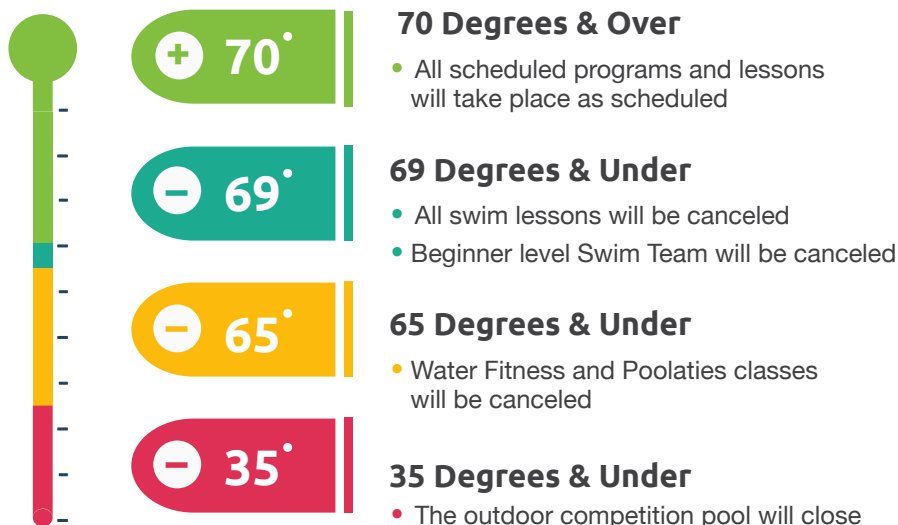 + 70°
70 Degrees & Over
• All scheduled programs and lessons
will take place as scheduled
− 69°
69 Degrees & Under
• All swim lessons will be canceled
• Beginner level Swim Team will be canceled
− 65°
65 Degrees & Under
• Water Fitness and Poolaties classes
will be canceled
− 35°
35 Degrees & Under
• The outdoor competition pool will close